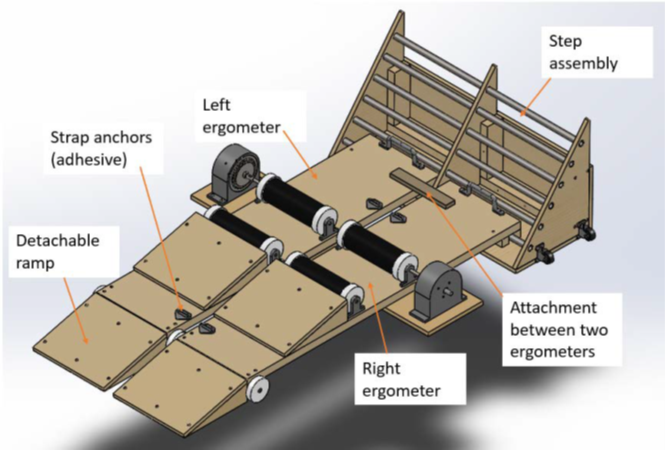 Step
assembly
Left
ergometer
Strap anchors
(adhesive)
Detachable
ramp
Attachment
between two
ergometers
Right
ergometer